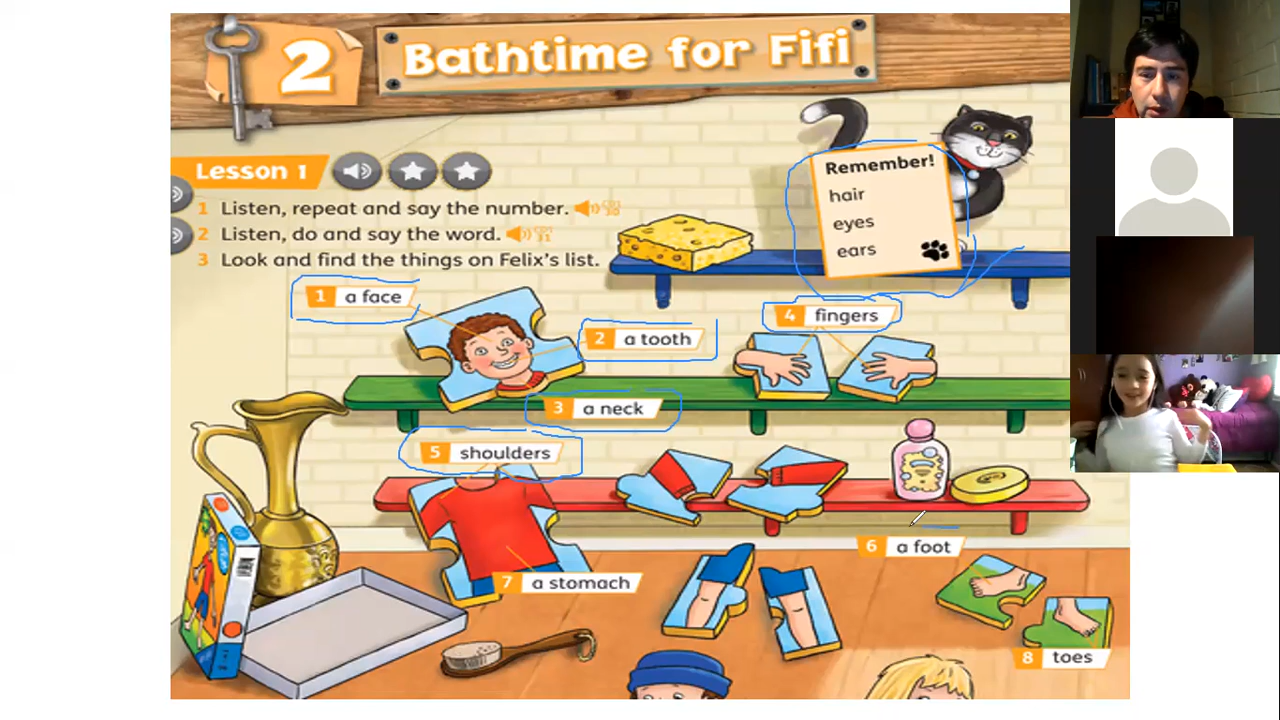 2
Bathtime for Fifi
Lesson 1
1 Listen, repeat and say the number.
2 Listen, do and say the word.
3 Look and find the things on Felix's list.
Remember!
hair
eyes
ears
1 a face
2 a tooth
3 a neck
4 fingers
5 shoulders
6 a foot
7 a stomach
8 toes